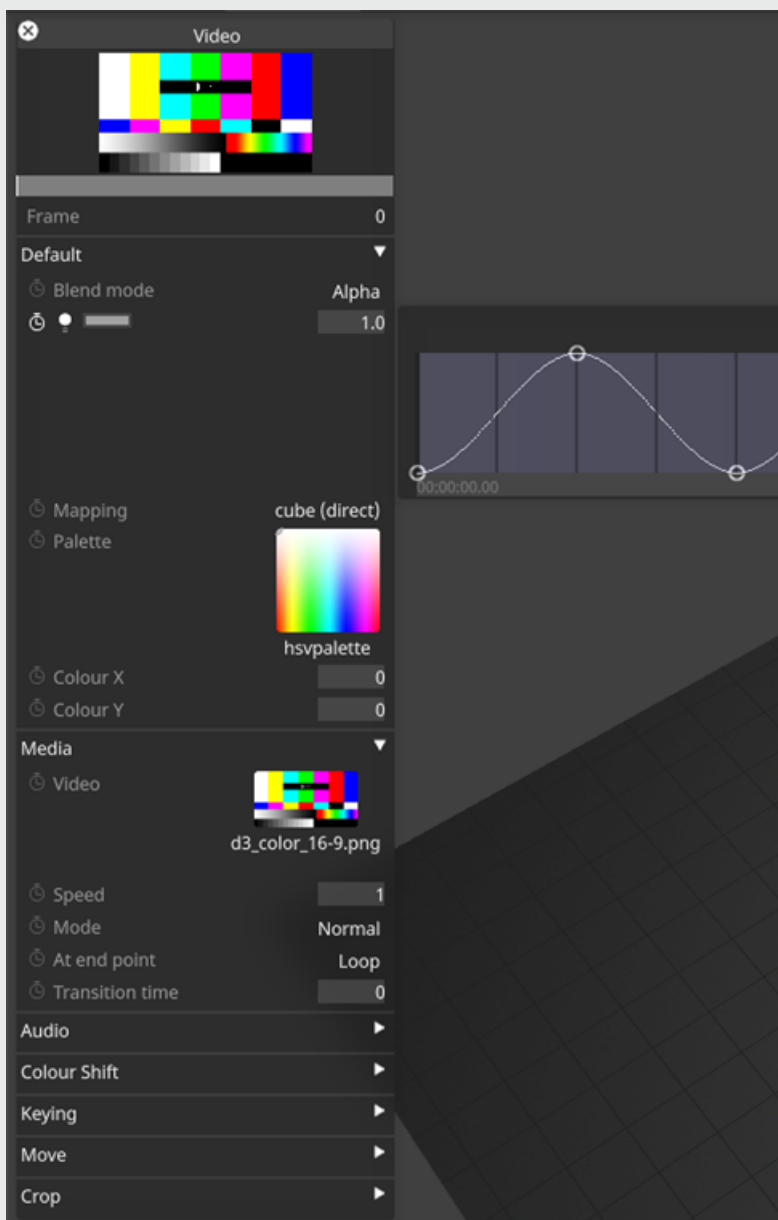 Video
Frame 0
Default
Blend mode Alpha
1.0
00:00:00.00
Mapping cube (direct)
Palette
hsvpalette
Colour X 0
Colour Y 0
Media
Video
d3_color_16-9.png
Speed 1
Mode Normal
At end point Loop
Transition time 0
Audio
Colour Shift
Keying
Move
Crop